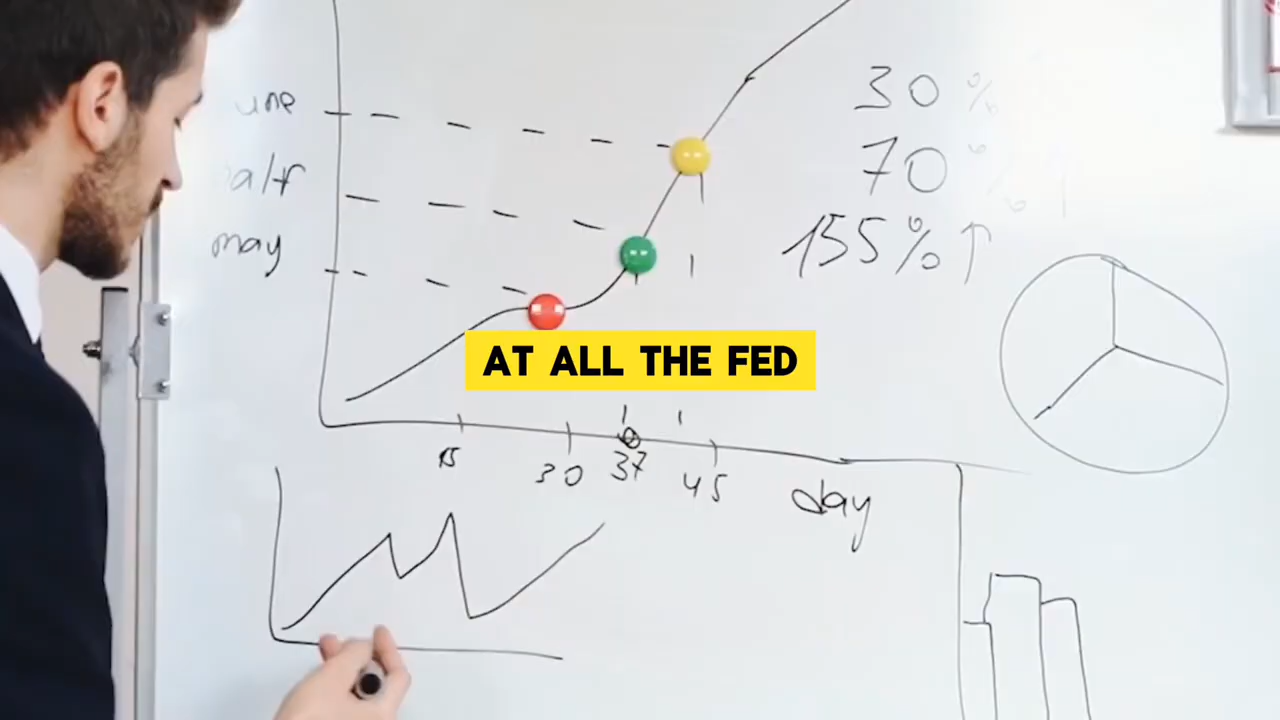 une
30 %
70 %
a/f
may
155% ↑
AT ALL THE FED
15
30
37
45
day